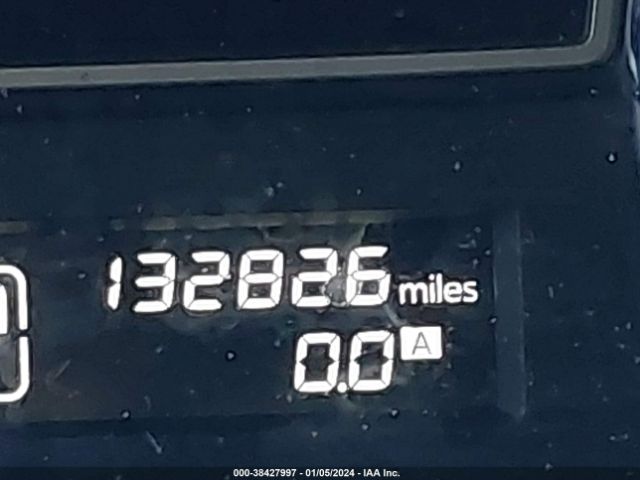 132826 miles
0.0 A
000-38427997 - 01/05/2024 - IAA Inc.